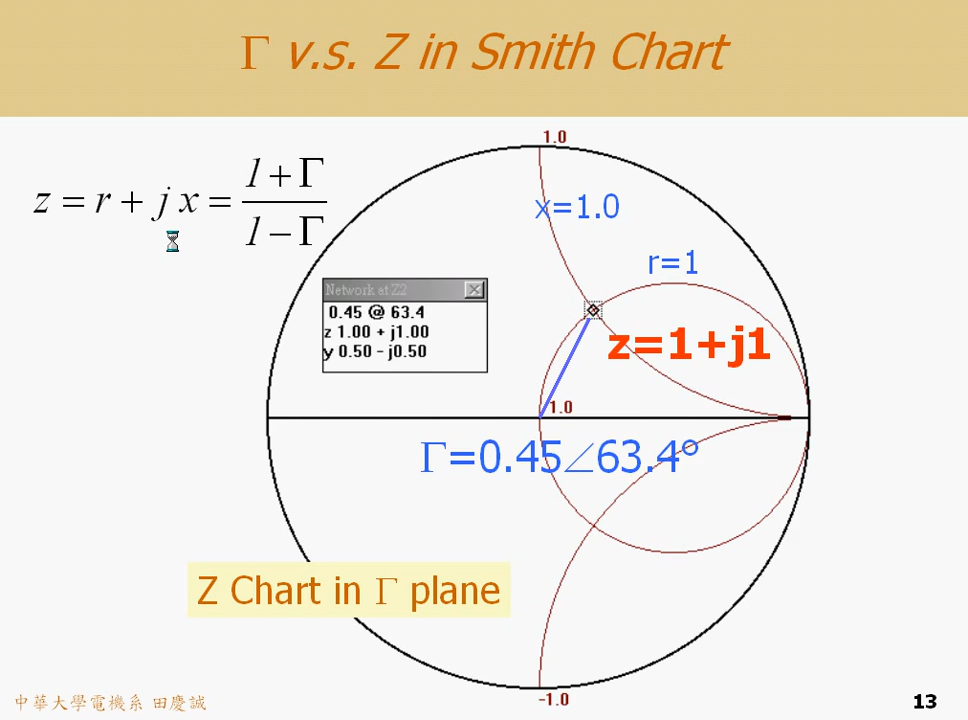 Γ v.s. Z in Smith Chart
z = r + j x = 1 + Γ / 1 − Γ
1.0
x=1.0
r=1
Network at Z2
0.45 @ 63.4
z 1.00 + j1.00
y 0.50 - j0.50
z=1+j1
1.0
Γ=0.45∠63.4°
Z Chart in Γ plane
-1.0
中華大學電機系 田慶誠
13